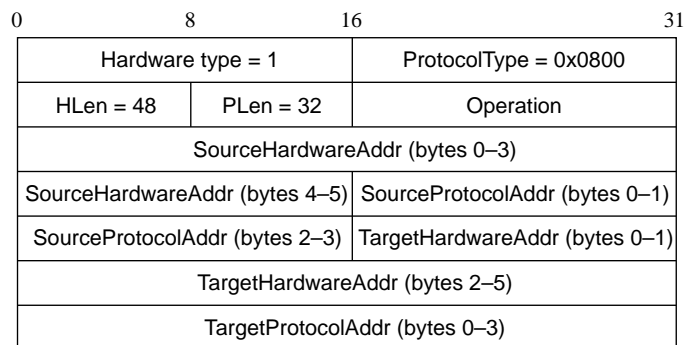 0 8 16 31
Hardware type = 1 ProtocolType = 0x0800
HLen = 48 PLen = 32 Operation
SourceHardwareAddr (bytes 0–3)
SourceHardwareAddr (bytes 4–5) SourceProtocolAddr (bytes 0–1)
SourceProtocolAddr (bytes 2–3) TargetHardwareAddr (bytes 0–1)
TargetHardwareAddr (bytes 2–5)
TargetProtocolAddr (bytes 0–3)